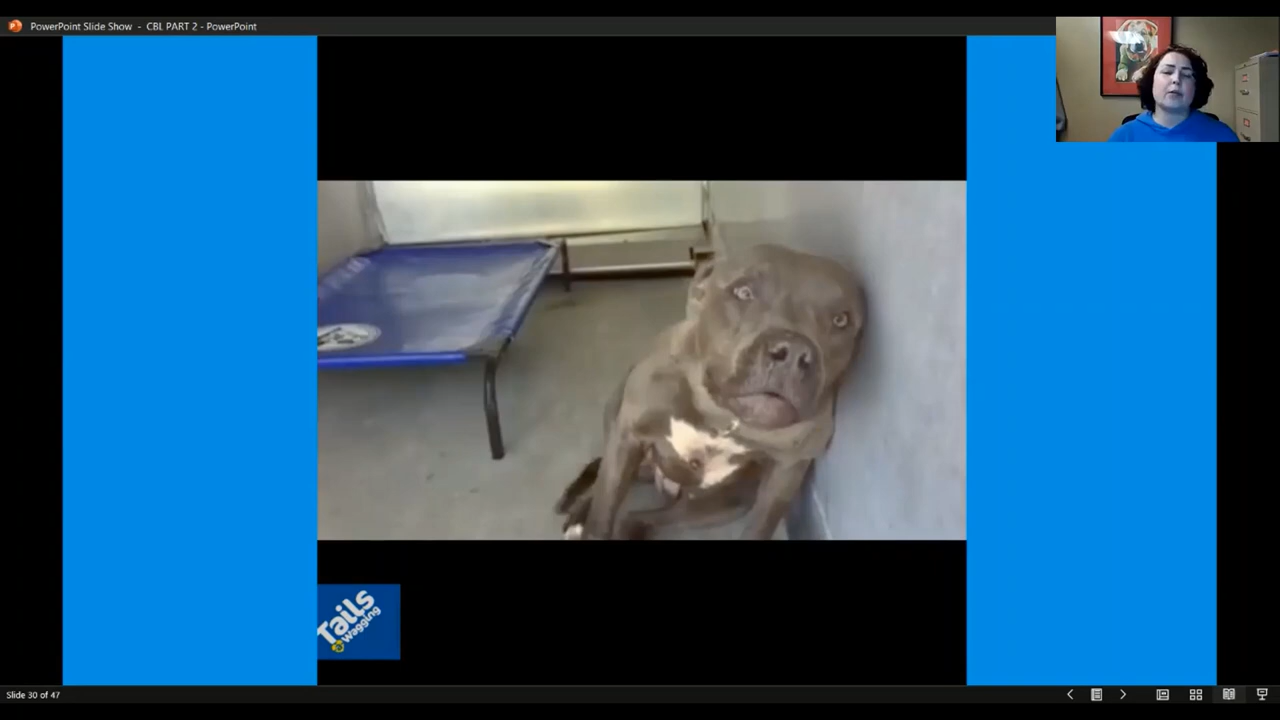 PowerPoint Slide Show - CBL PART 2 - PowerPoint
Tails
Wagging
Slide 30 of 47